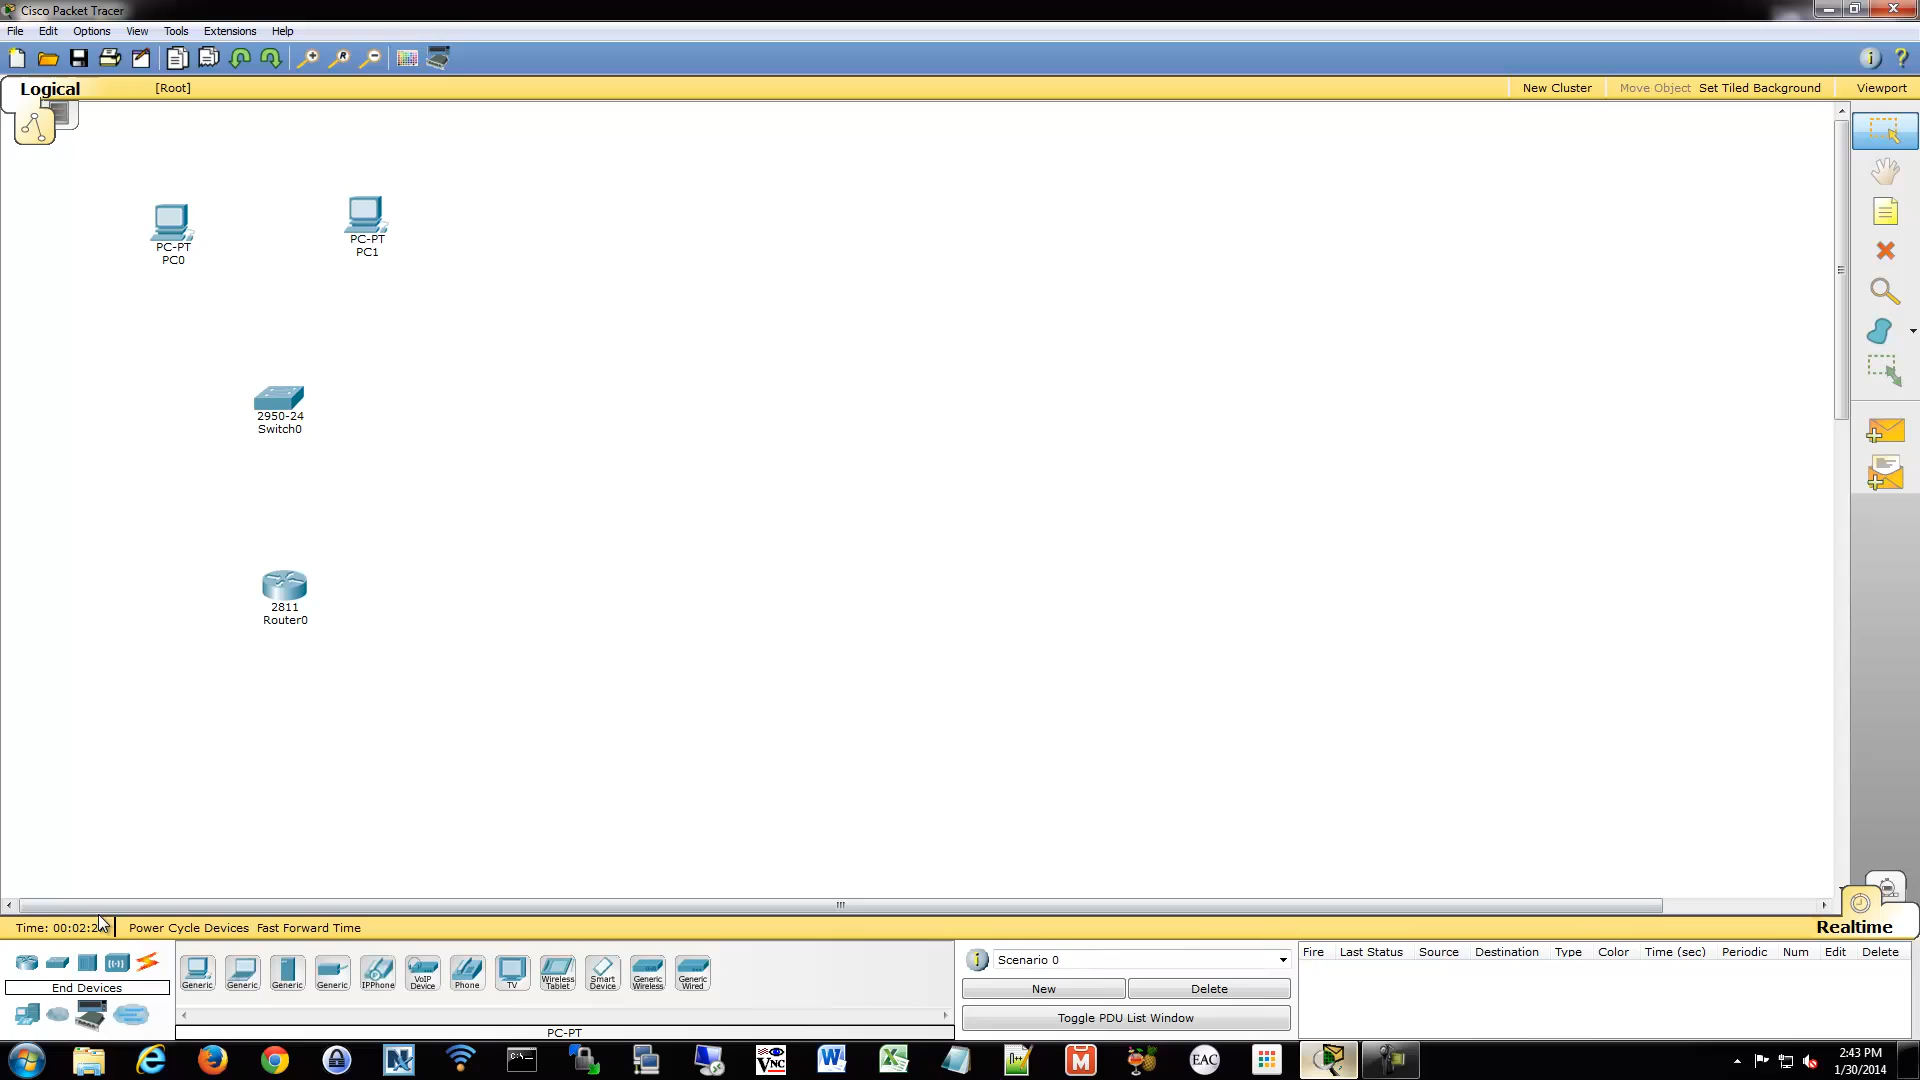 Cisco Packet Tracer
File Edit Options View Tools Extensions Help
Logical [Root] New Cluster Move Object Set Tiled Background Viewport
PC-PT
PC0
PC-PT
PC1
2950-24
Switch0
2811
Router0
Time: 00:02:2 Power Cycle Devices Fast Forward Time Realtime
End Devices
Generic Generic Generic Generic IPPhone VoIP Device Phone TV Wireless Tablet Smart Device Generic Wireless Generic Wired
PC-PT
Scenario 0
New Delete
Toggle PDU List Window
Fire Last Status Source Destination Type Color Time (sec) Periodic Num Edit Delete
2:43 PM
1/30/2014